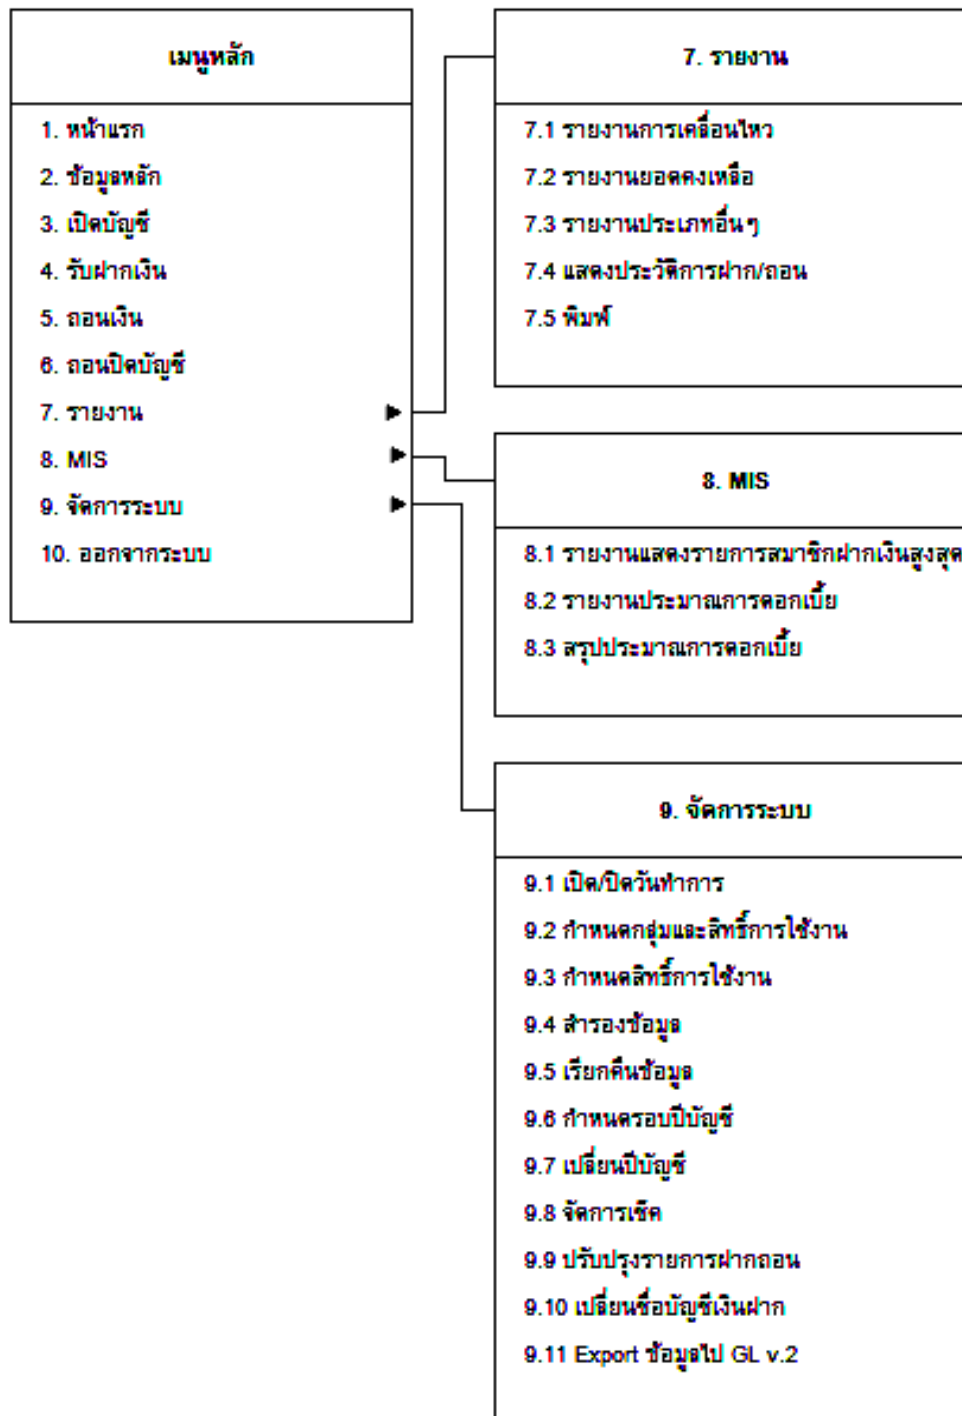 เมนูหลัก
1. หน้าแรก
2. ข้อมูลหลัก
3. เปิดบัญชี
4. รับฝากเงิน
5. ถอนเงิน
6. ถอนปิดบัญชี
7. รายงาน
8. MIS
9. จัดการระบบ
10. ออกจากระบบ
7. รายงาน
7.1 รายงานการเคลื่อนไหว
7.2 รายงานยอดคงเหลือ
7.3 รายงานประเภทอื่นๆ
7.4 แสดงประวัติการฝาก/ถอน
7.5 พิมพ์
8. MIS
8.1 รายงานแสดงรายการสมาชิกฝากเงินสูงสุด
8.2 รายงานประมาณการดอกเบี้ย
8.3 สรุปประมาณการดอกเบี้ย
9. จัดการระบบ
9.1 เปิด/ปิดวันทำการ
9.2 กำหนดกลุ่มและสิทธิ์การใช้งาน
9.3 กำหนดสิทธิ์การใช้งาน
9.4 สำรองข้อมูล
9.5 เรียกคืนข้อมูล
9.6 กำหนดรอบปีบัญชี
9.7 เปลี่ยนปีบัญชี
9.8 จัดการเช็ค
9.9 ปรับปรุงรายการฝากถอน
9.10 เปลี่ยนชื่อบัญชีเงินฝาก
9.11 Export ข้อมูลไป GL v.2